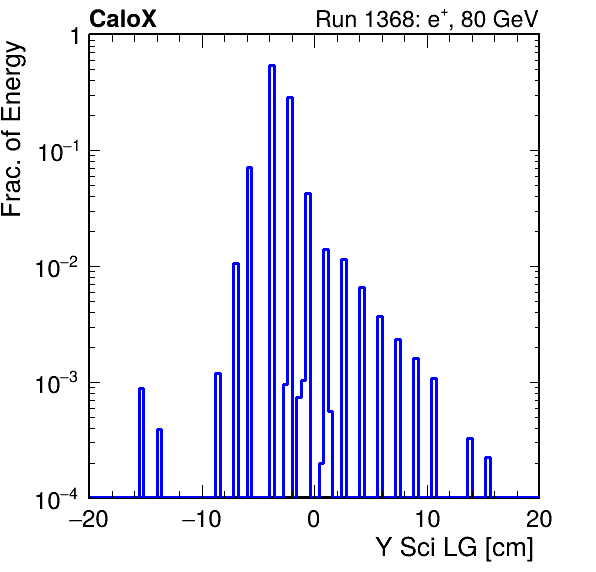 CaloX Run 1368: e⁺, 80 GeV
Frac. of Energy
1
10⁻¹
10⁻²
10⁻³
10⁻⁴
−20 −10 0 10 20
Y Sci LG [cm]